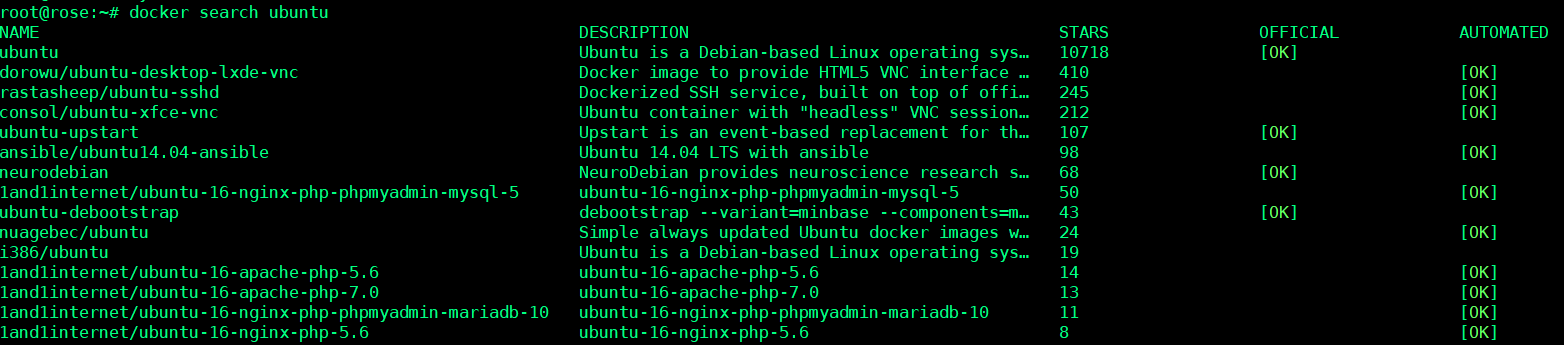 root@rose:~# docker search ubuntu
NAME DESCRIPTION STARS OFFICIAL AUTOMATED
ubuntu Ubuntu is a Debian-based Linux operating sys… 10718 [OK]
dorowu/ubuntu-desktop-lxde-vnc Docker image to provide HTML5 VNC interface … 410 [OK]
rastasheep/ubuntu-sshd Dockerized SSH service, built on top of offi… 245 [OK]
consol/ubuntu-xfce-vnc Ubuntu container with "headless" VNC session… 212 [OK]
ubuntu-upstart Upstart is an event-based replacement for th… 107 [OK]
ansible/ubuntu14.04-ansible Ubuntu 14.04 LTS with ansible 98 [OK]
neurodebian NeuroDebian provides neuroscience research s… 68 [OK]
1and1internet/ubuntu-16-nginx-php-phpmyadmin-mysql-5 ubuntu-16-nginx-php-phpmyadmin-mysql-5 50 [OK]
ubuntu-debootstrap debootstrap --variant=minbase --components=m… 43 [OK]
nuagebec/ubuntu Simple always updated Ubuntu docker images w… 24 [OK]
i386/ubuntu Ubuntu is a Debian-based Linux operating sys… 19
1and1internet/ubuntu-16-apache-php-5.6 ubuntu-16-apache-php-5.6 14 [OK]
1and1internet/ubuntu-16-apache-php-7.0 ubuntu-16-apache-php-7.0 13 [OK]
1and1internet/ubuntu-16-nginx-php-phpmyadmin-mariadb-10 ubuntu-16-nginx-php-phpmyadmin-mariadb-10 11 [OK]
1and1internet/ubuntu-16-nginx-php-5.6 ubuntu-16-nginx-php-5.6 8 [OK]